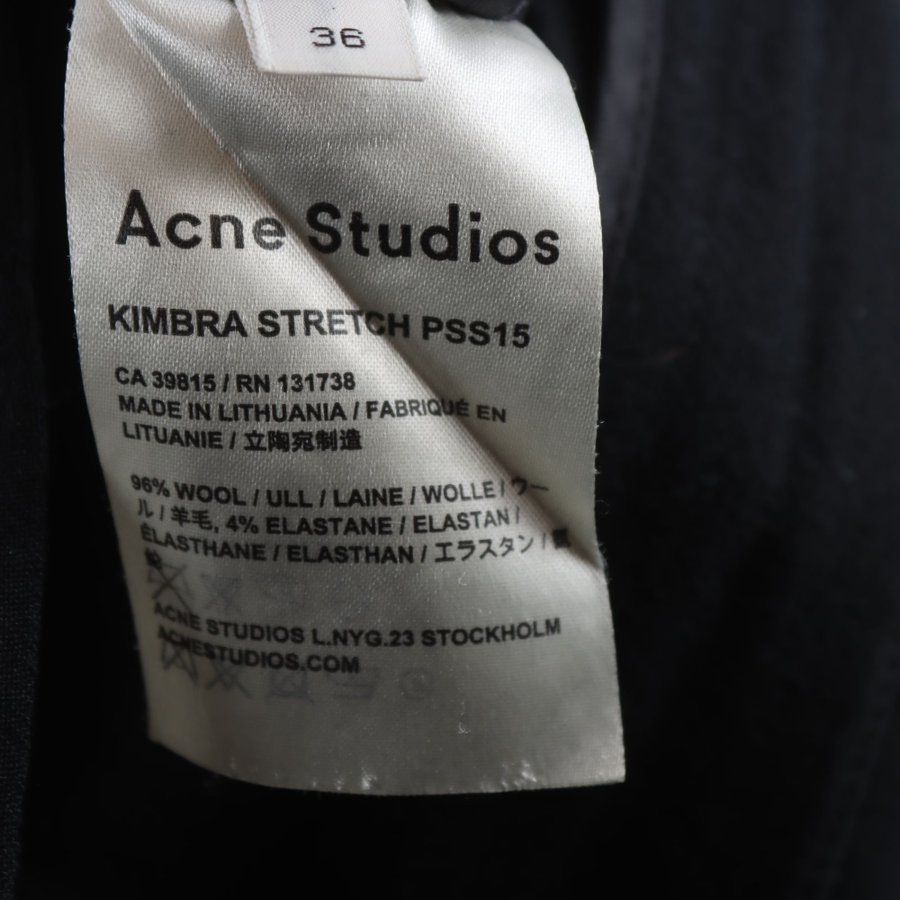 36
Acne Studios
KIMBRA STRETCH PSS15
CA 39815 / RN 131738
MADE IN LITHUANIA / FABRIQUÉ EN
LITUANIE / 立陶宛制造
96% WOOL / ULL / LAINE / WOLLE / ウー
ル / 羊毛, 4% ELASTANE / ELASTAN /
ELASTHANE / ELASTHAN / エラスタン /
ACNE STUDIOS L.NYG.23 STOCKHOLM
ACNESTUDIOS.COM